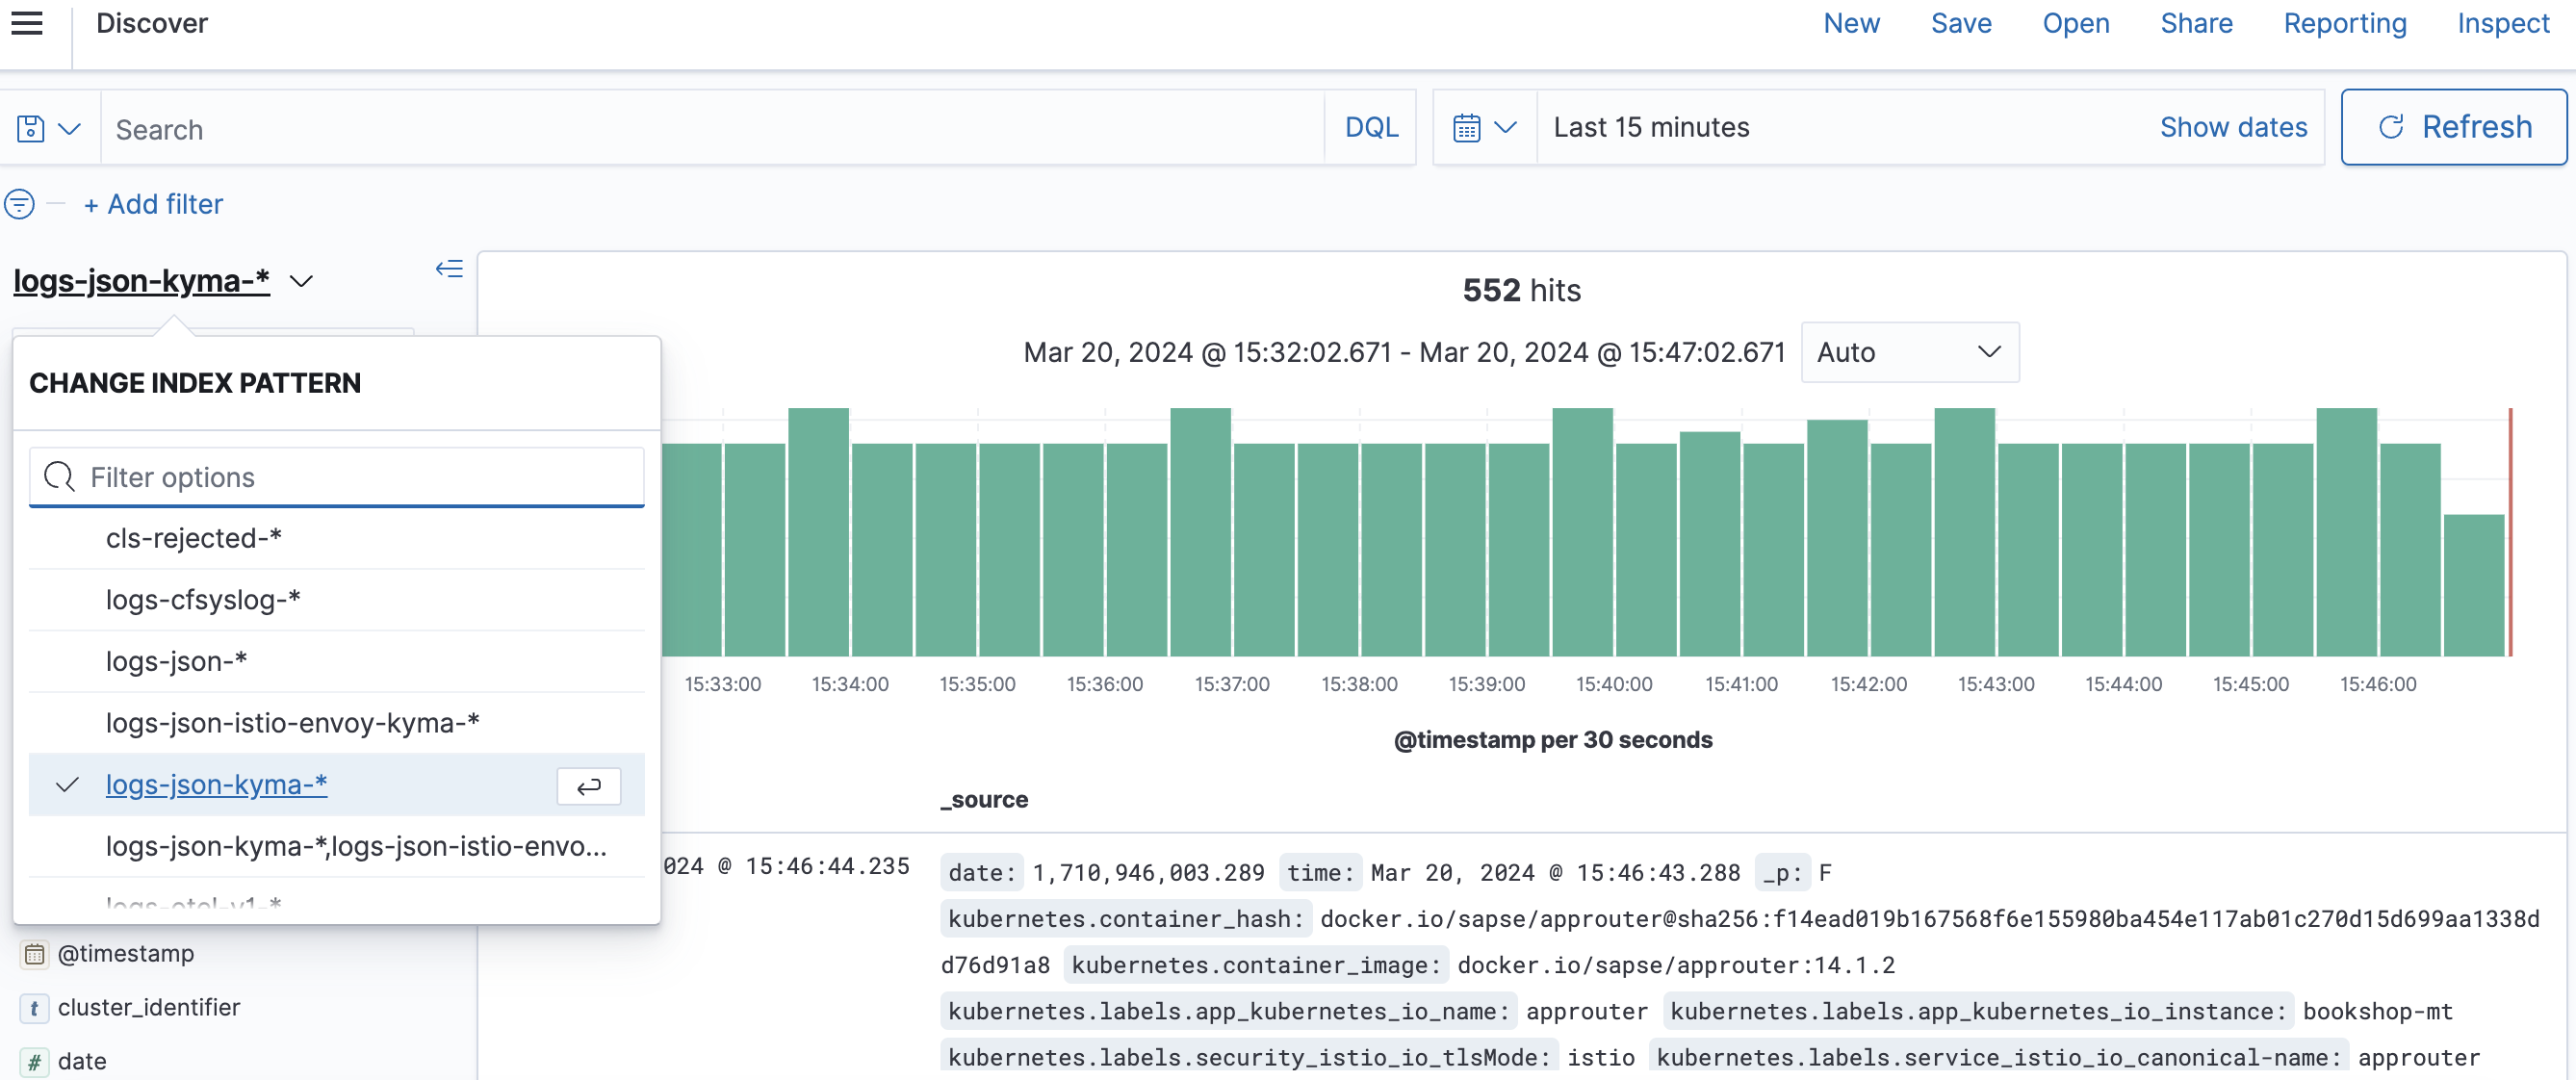 Discover
New Save Open Share Reporting Inspect
Search
DQL
Last 15 minutes
Show dates
Refresh
+ Add filter
logs-json-kyma-*
552 hits
Mar 20, 2024 @ 15:32:02.671 - Mar 20, 2024 @ 15:47:02.671
Auto
CHANGE INDEX PATTERN
Filter options
cls-rejected-*
logs-cfsyslog-*
logs-json-*
logs-json-istio-envoy-kyma-*
logs-json-kyma-*
logs-json-kyma-*,logs-json-istio-envo...
logs-otel-v1-*
@timestamp
t cluster_identifier
# date
15:33:00 15:34:00 15:35:00 15:36:00 15:37:00 15:38:00 15:39:00 15:40:00 15:41:00 15:42:00 15:43:00 15:44:00 15:45:00 15:46:00
@timestamp per 30 seconds
_source
024 @ 15:46:44.235
date: 1,710,946,003.289 time: Mar 20, 2024 @ 15:46:43.288 _p: F
kubernetes.container_hash: docker.io/sapse/approuter@sha256:f14ead019b167568f6e155980ba454e117ab01c270d15d699aa1338d
d76d91a8 kubernetes.container_image: docker.io/sapse/approuter:14.1.2
kubernetes.labels.app_kubernetes_io_name: approuter kubernetes.labels.app_kubernetes_io_instance: bookshop-mt
kubernetes.labels.security_istio_io_tlsMode: istio kubernetes.labels.service_istio_io_canonical-name: approuter